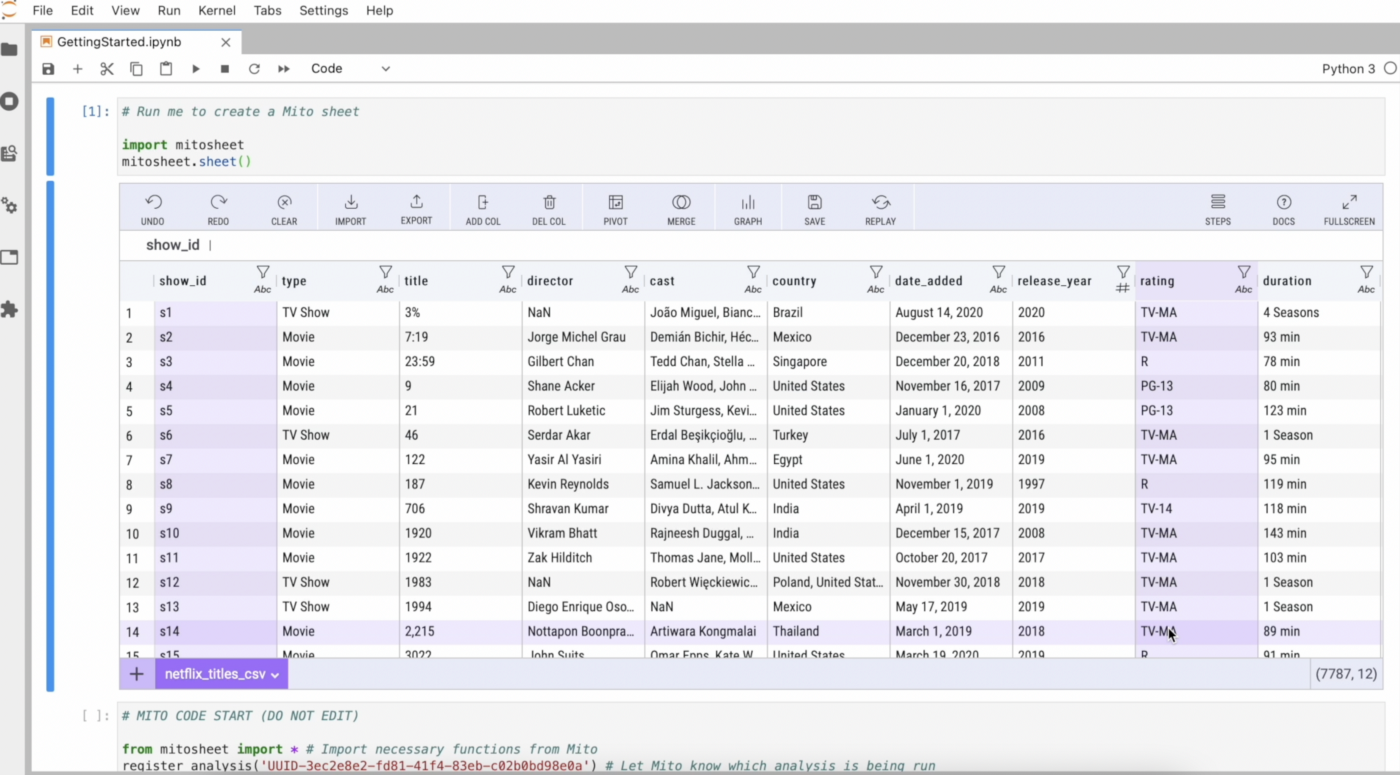 File Edit View Run Kernel Tabs Settings Help
GettingStarted.ipynb
Code Python 3
[1]: # Run me to create a Mito sheet
import mitosheet
mitosheet.sheet()
UNDO REDO CLEAR IMPORT EXPORT ADD COL DEL COL PIVOT MERGE GRAPH SAVE REPLAY STEPS DOCS FULLSCREEN
show_id
show_id Abc type Abc title Abc director Abc cast Abc country Abc date_added Abc release_year # rating Abc duration Abc
1 s1 TV Show 3% NaN João Miguel, Bianc... Brazil August 14, 2020 2020 TV-MA 4 Seasons
2 s2 Movie 7:19 Jorge Michel Grau Demián Bichir, Héc... Mexico December 23, 2016 2016 TV-MA 93 min
3 s3 Movie 23:59 Gilbert Chan Tedd Chan, Stella ... Singapore December 20, 2018 2011 R 78 min
4 s4 Movie 9 Shane Acker Elijah Wood, John ... United States November 16, 2017 2009 PG-13 80 min
5 s5 Movie 21 Robert Luketic Jim Sturgess, Kevi... United States January 1, 2020 2008 PG-13 123 min
6 s6 TV Show 46 Serdar Akar Erdal Beşikçioğlu, ... Turkey July 1, 2017 2016 TV-MA 1 Season
7 s7 Movie 122 Yasir Al Yasiri Amina Khalil, Ahm... Egypt June 1, 2020 2019 TV-MA 95 min
8 s8 Movie 187 Kevin Reynolds Samuel L. Jackson... United States November 1, 2019 1997 R 119 min
9 s9 Movie 706 Shravan Kumar Divya Dutta, Atul K... India April 1, 2019 2019 TV-14 118 min
10 s10 Movie 1920 Vikram Bhatt Rajneesh Duggal, ... India December 15, 2017 2008 TV-MA 143 min
11 s11 Movie 1922 Zak Hilditch Thomas Jane, Moll... United States October 20, 2017 2017 TV-MA 103 min
12 s12 TV Show 1983 NaN Robert Więckiewic... Poland, United Stat... November 30, 2018 2018 TV-MA 1 Season
13 s13 TV Show 1994 Diego Enrique Oso... NaN Mexico May 17, 2019 2019 TV-MA 1 Season
14 s14 Movie 2,215 Nottapon Boonpra... Artiwara Kongmalai Thailand March 1, 2019 2018 TV-MA 89 min
15 s15 Movie 3022 John Suits Omar Epps, Kate W... United States March 19, 2020 2019 R 91 min
+ netflix_titles_csv (7787, 12)
[ ]: # MITO CODE START (DO NOT EDIT)
from mitosheet import * # Import necessary functions from Mito
register_analysis('UUID-3ec2e8e2-fd81-41f4-83eb-c02b0bd98e0a') # Let Mito know which analysis is being run